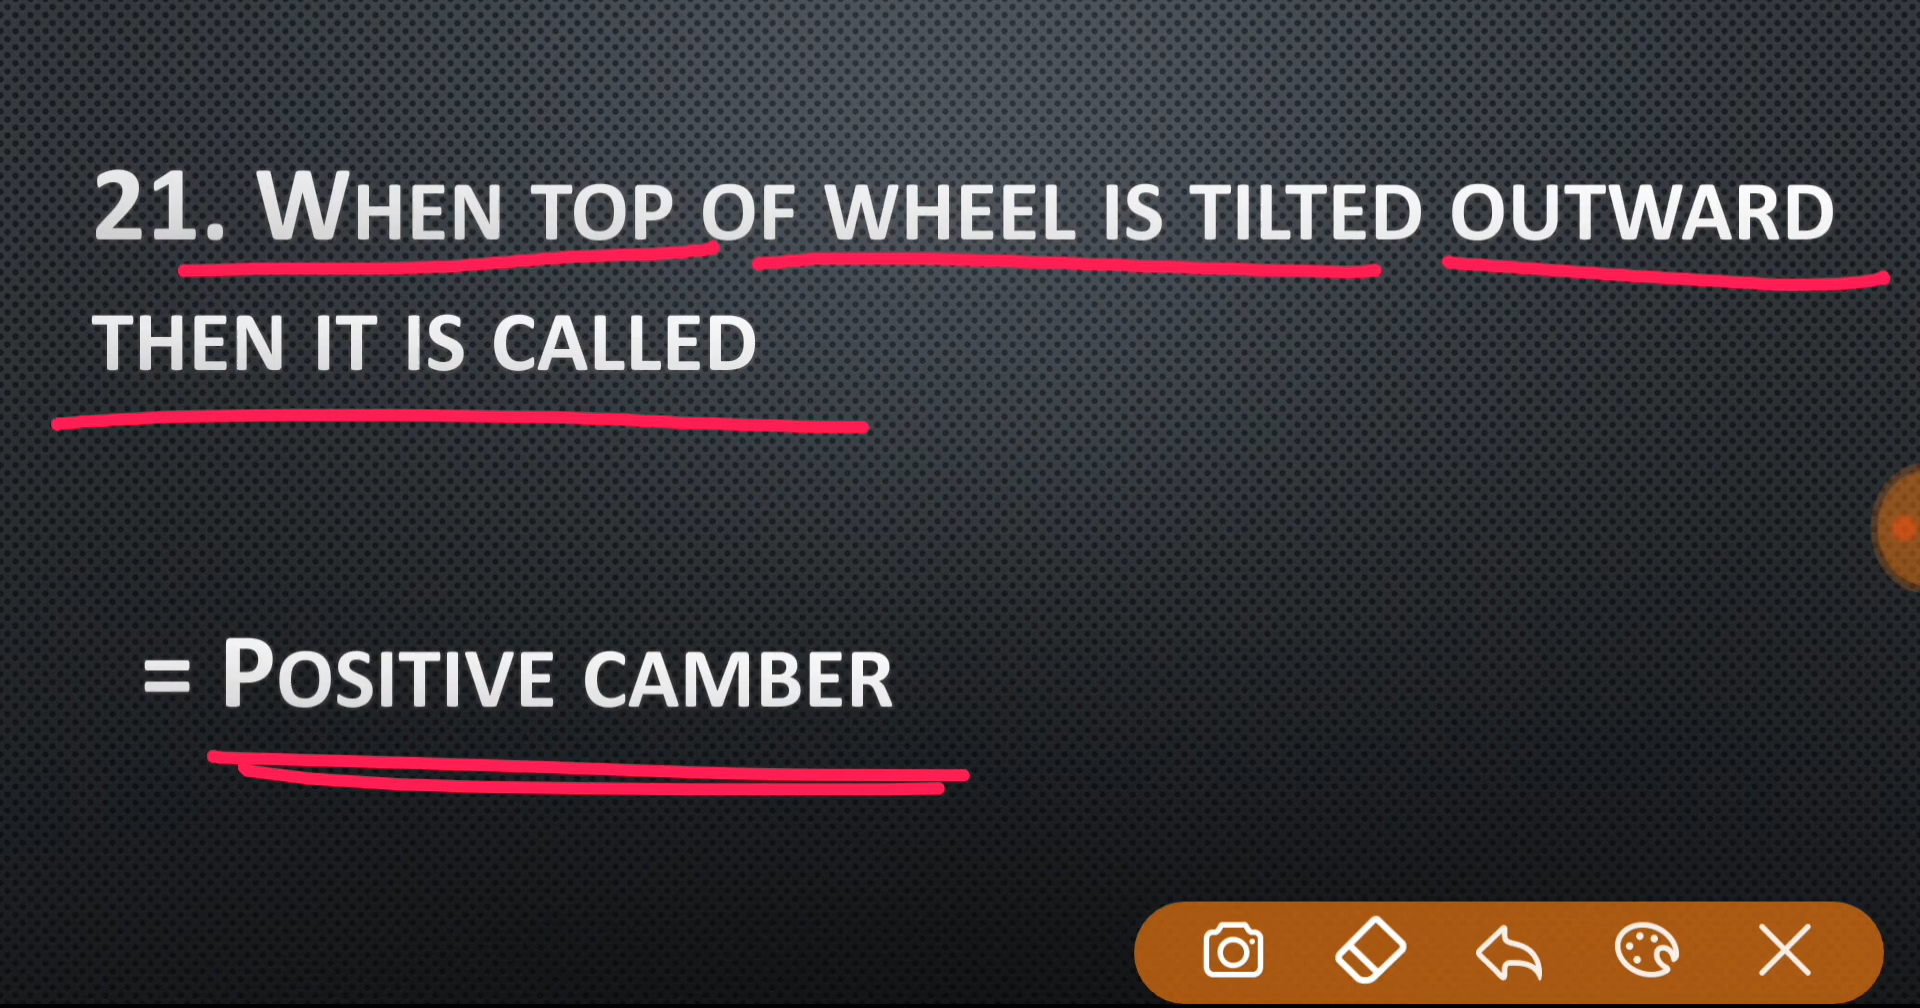 21. When top of wheel is tilted outward
then it is called
= Positive camber